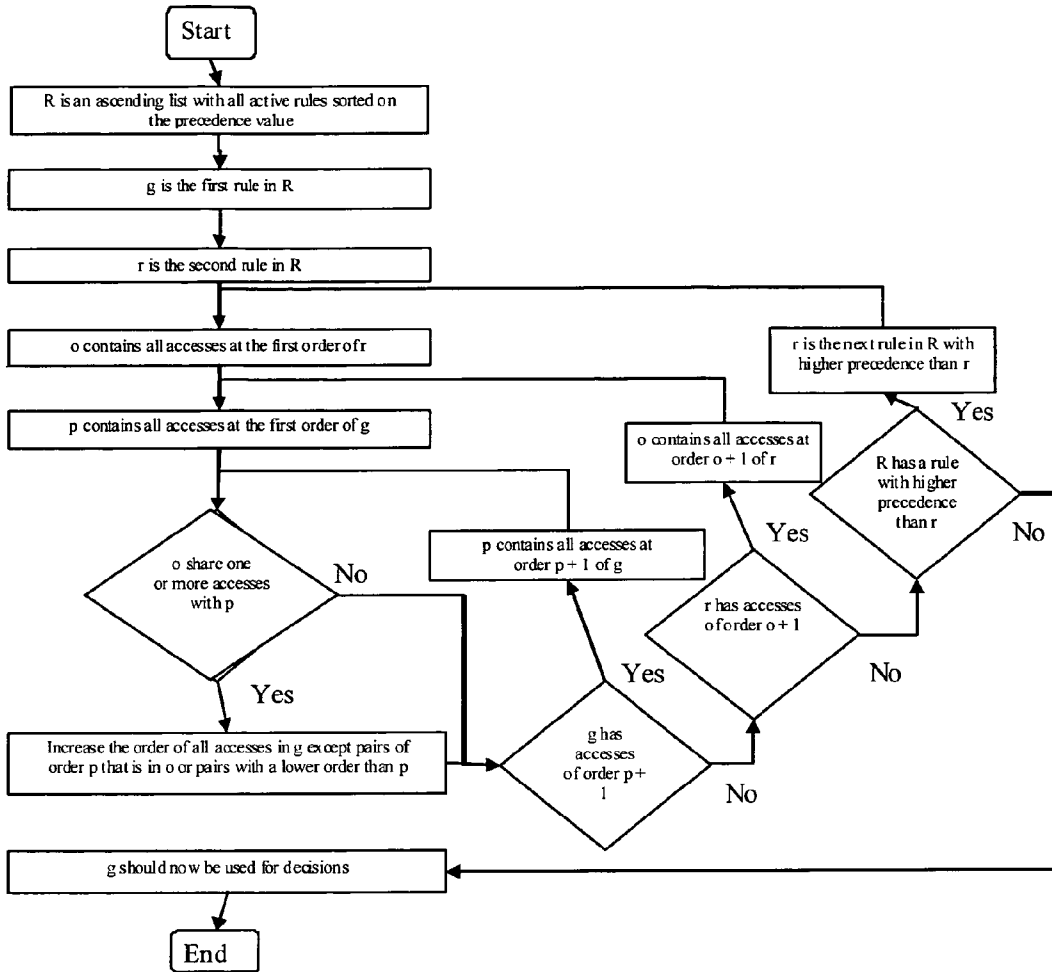 Start
R is an ascending list with all active rules sorted on
the precedence value
g is the first rule in R
r is the second rule in R
o contains all accesses at the first order of r
p contains all accesses at the first order of g
o share one
or more accesses
with p
No
Yes
Increase the order of all accesses in g except pairs of
order p that is in o or pairs with a lower order than p
p contains all accesses at
order p + 1 of g
Yes
g has
accesses
of order p +
1
No
o contains all accesses at
order o + 1 of r
Yes
r has accesses
of order o + 1
No
r is the next rule in R with
higher precedence than r
Yes
R has a rule
with higher
precedence
than r
No
g should now be used for decisions
End